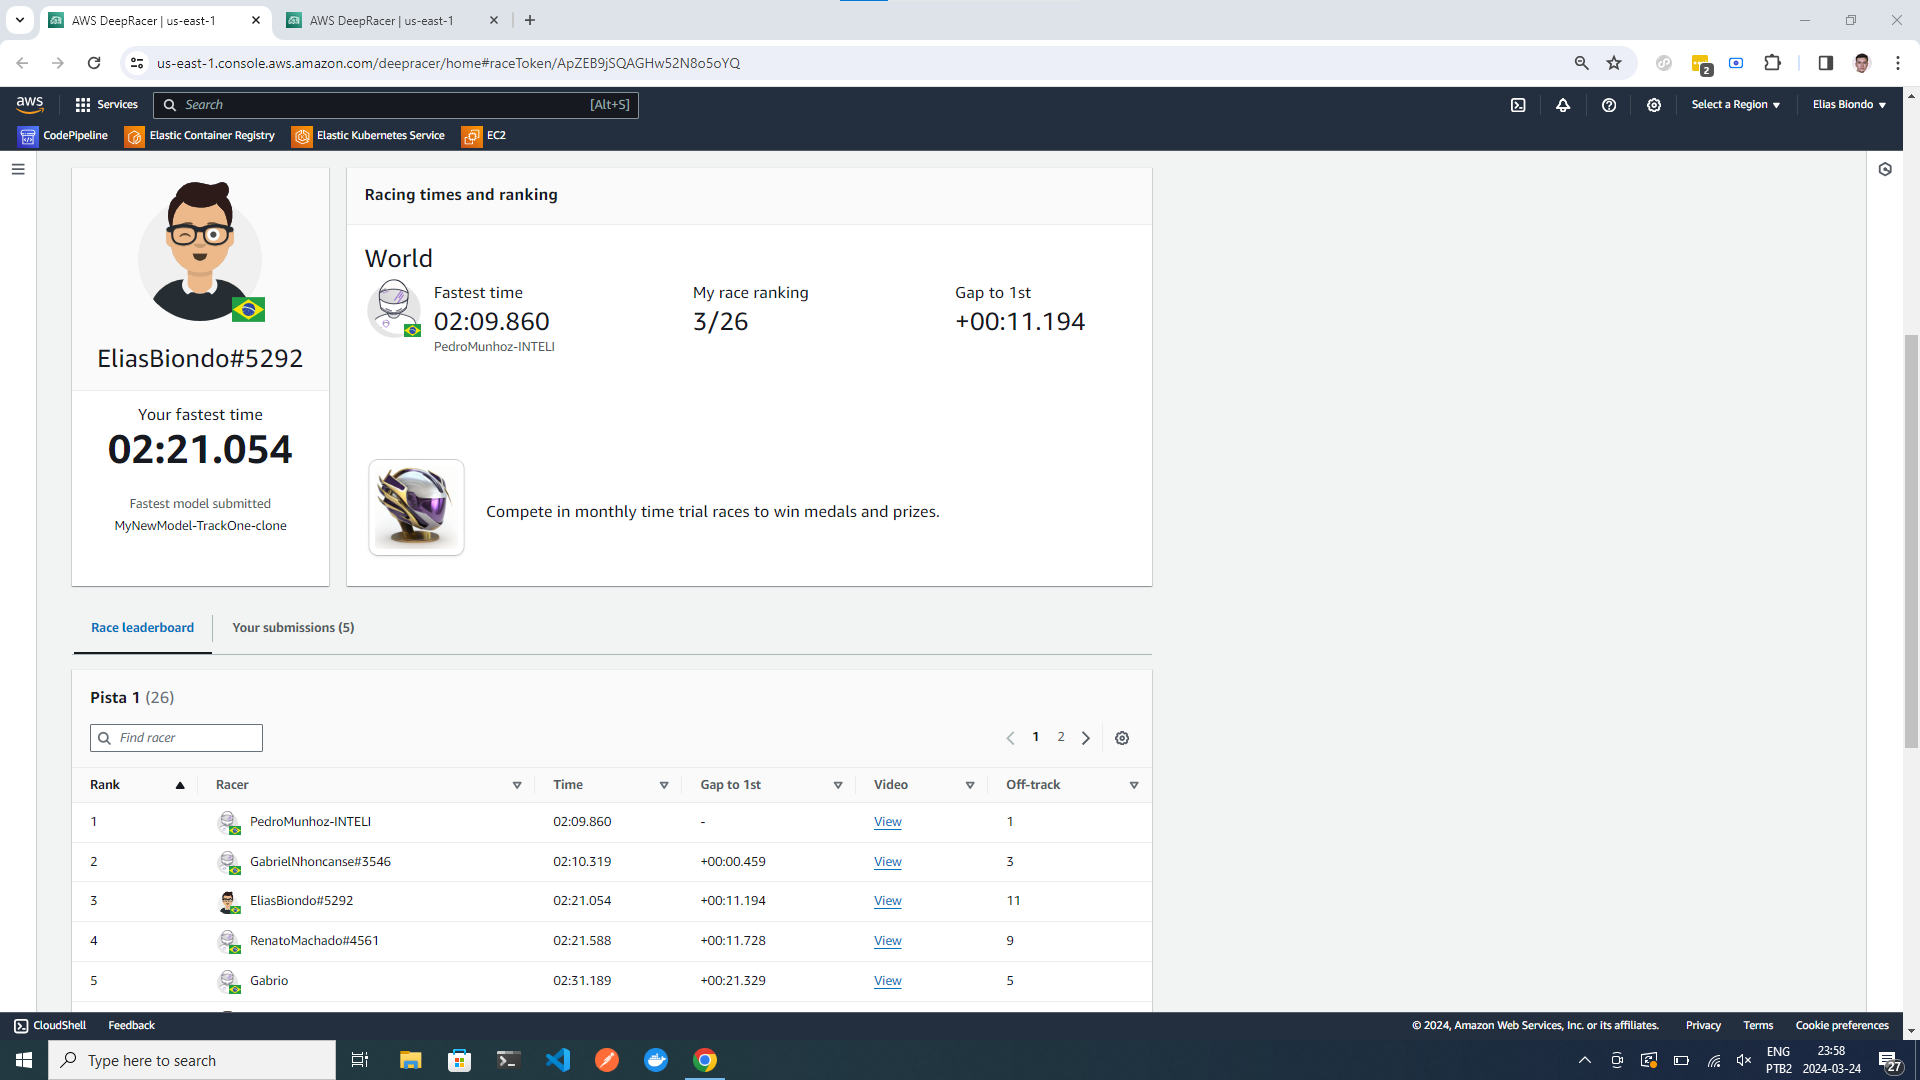 AWS DeepRacer | us-east-1
AWS DeepRacer | us-east-1
us-east-1.console.aws.amazon.com/deepracer/home#raceToken/ApZEB9jSQAGHw52N8o5oYQ
2
aws
Services
Search
[Alt+S]
Select a Region
Elias Biondo
CodePipeline
Elastic Container Registry
Elastic Kubernetes Service
EC2
EliasBiondo#5292
Your fastest time
02:21.054
Fastest model submitted
MyNewModel-TrackOne-clone
Racing times and ranking
World
Fastest time
02:09.860
PedroMunhoz-INTELI
My race ranking
3/26
Gap to 1st
+00:11.194
Compete in monthly time trial races to win medals and prizes.
Race leaderboard
Your submissions (5)
Pista 1 (26)
Find racer
1 2
Rank Racer Time Gap to 1st Video Off-track
1 PedroMunhoz-INTELI 02:09.860 - View 1
2 GabrielNhoncanse#3546 02:10.319 +00:00.459 View 3
3 EliasBiondo#5292 02:21.054 +00:11.194 View 11
4 RenatoMachado#4561 02:21.588 +00:11.728 View 9
5 Gabrio 02:31.189 +00:21.329 View 5
CloudShell
Feedback
© 2024, Amazon Web Services, Inc. or its affiliates.
Privacy
Terms
Cookie preferences
Type here to search
ENG
PTB2
23:58
2024-03-24
27